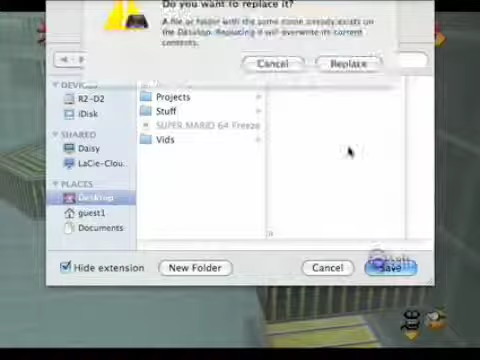 Do you want to replace it?
A file or folder with the same name already exists on
the Desktop. Replacing it will overwrite its current
contents.
Cancel
Replace
DEVICES
R2-D2
iDisk
SHARED
Daisy
LaCie-Clou...
PLACES
Desktop
guest1
Documents
Projects
Stuff
SUPER MARIO 64 Freeze
Vids
Hide extension
New Folder
Cancel
Save